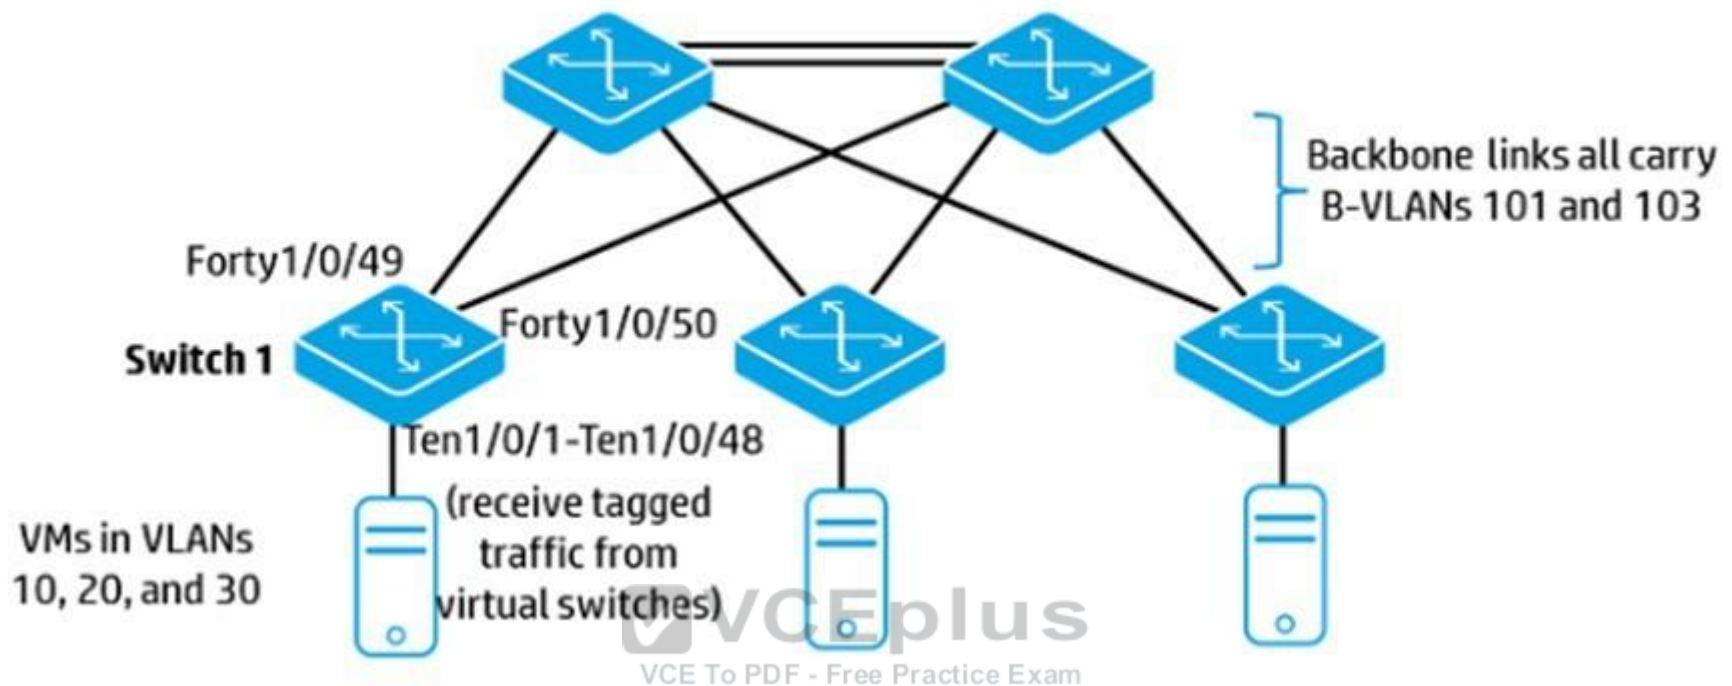 Backbone links all carry
B-VLANs 101 and 103
Forty1/0/49
Forty1/0/50
Switch 1
Ten1/0/1-Ten1/0/48
(receive tagged
traffic from
virtual switches)
VMs in VLANs
10, 20, and 30
VCEplus
VCE To PDF - Free Practice Exam